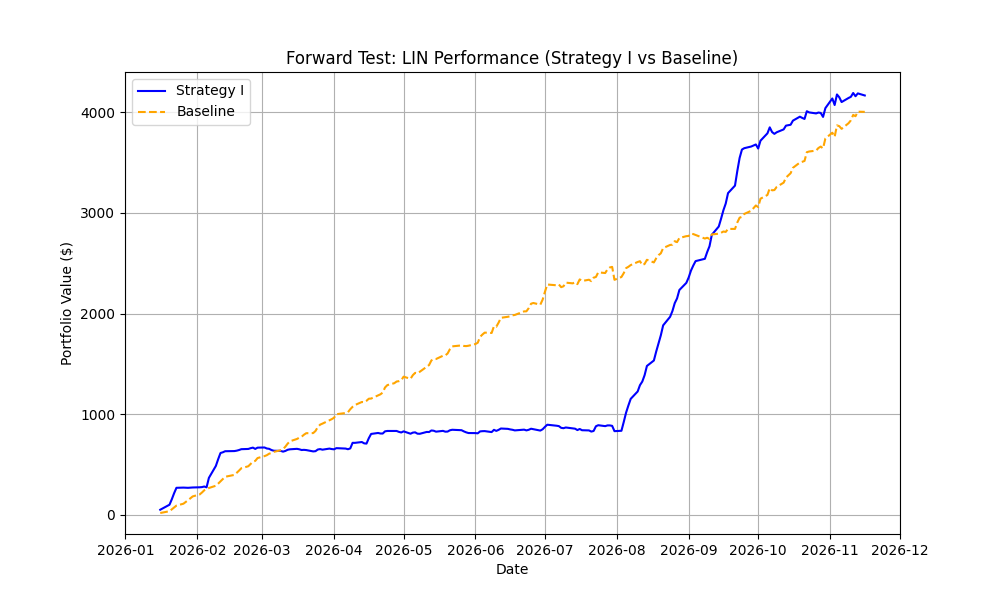 Forward Test: LIN Performance (Strategy I vs Baseline)
Strategy I
Baseline
Portfolio Value ($)
4000
3000
2000
1000
0
2026-01 2026-02 2026-03 2026-04 2026-05 2026-06 2026-07 2026-08 2026-09 2026-10 2026-11 2026-12
Date